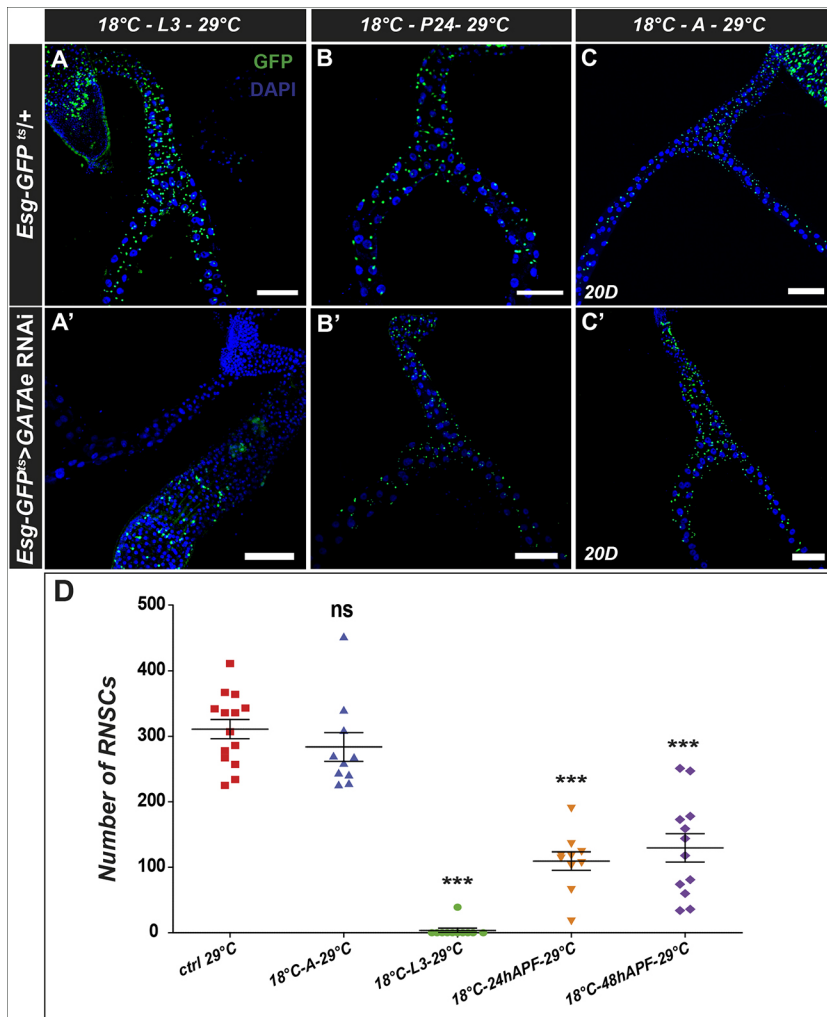 18°C - L3 - 29°C
18°C - P24- 29°C
18°C - A - 29°C
Esg-GFP ts/+
A
GFP
DAPI
B
C
20D
Esg-GFPts>GATAe RNAi
A'
B'
C'
20D
D
Number of RNSCs
500
400
300
200
100
0
ns
***
***
***
ctrl 29°C
18°C-A-29°C
18°C-L3-29°C
18°C-24hAPF-29°C
18°C-48hAPF-29°C